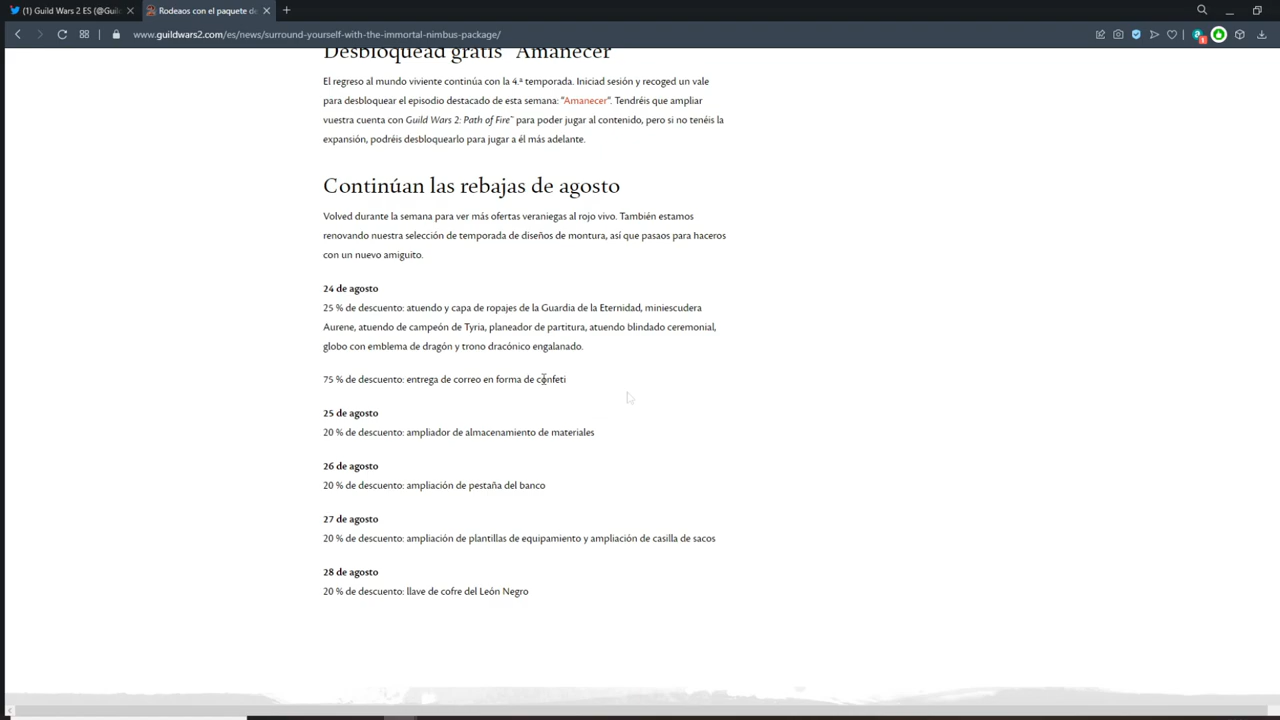 (1) Guild Wars 2 ES (@Guil
Rodeaos con el paquete de
www.guildwars2.com/es/news/surround-yourself-with-the-immortal-nimbus-package/
Desbloquead gratis "Amanecer"
El regreso al mundo viviente continúa con la 4.ª temporada. Iniciad sesión y recoged un vale
para desbloquear el episodio destacado de esta semana: "Amanecer". Tendréis que ampliar
vuestra cuenta con Guild Wars 2: Path of Fire™ para poder jugar al contenido, pero si no tenéis la
expansión, podréis desbloquearlo para jugar a él más adelante.
Continúan las rebajas de agosto
Volved durante la semana para ver más ofertas veraniegas al rojo vivo. También estamos
renovando nuestra selección de temporada de diseños de montura, así que pasaos para haceros
con un nuevo amiguito.
24 de agosto
25 % de descuento: atuendo y capa de ropajes de la Guardia de la Eternidad, miniescudera
Aurene, atuendo de campeón de Tyria, planeador de partitura, atuendo blindado ceremonial,
globo con emblema de dragón y trono dracónico engalanado.
75 % de descuento: entrega de correo en forma de confeti
25 de agosto
20 % de descuento: ampliador de almacenamiento de materiales
26 de agosto
20 % de descuento: ampliación de pestaña del banco
27 de agosto
20 % de descuento: ampliación de plantillas de equipamiento y ampliación de casilla de sacos
28 de agosto
20 % de descuento: llave de cofre del León Negro